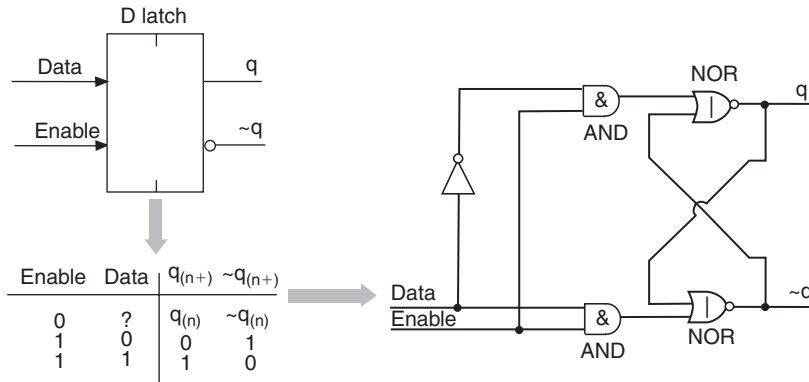 D latch
Data
q
Enable
~q
Enable Data q(n+) ~q(n+)
0 ? q(n) ~q(n)
1 0 0 1
1 1 1 0
NOR
q
&
|
AND
Data
Enable
&
|
~q
AND
NOR